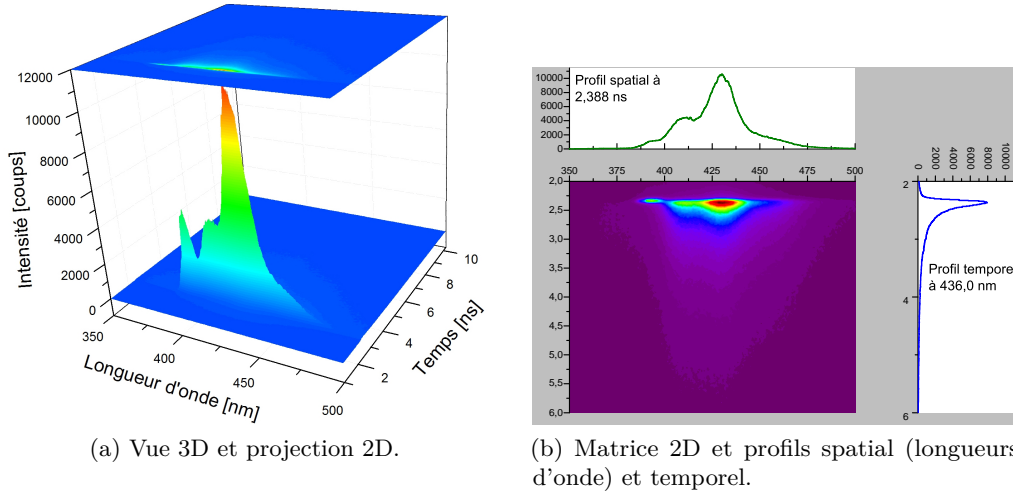 12000
10000
8000
6000
4000
2000
0
Intensité [coups]
350
400
450
500
Longueur d'onde [nm]
2
4
6
8
10
Temps [ns]
(a) Vue 3D et projection 2D.
10000
8000
6000
4000
2000
0
Profil spatial à
2,388 ns
350 375 400 425 450 475 500
2,0
2,5
3,0
3,5
4,0
4,5
5,0
5,5
6,0
0 2000 4000 6000 8000 10000
2
4
6
Profil tempore
à 436,0 nm
(b) Matrice 2D et profils spatial (longueurs
d'onde) et temporel.